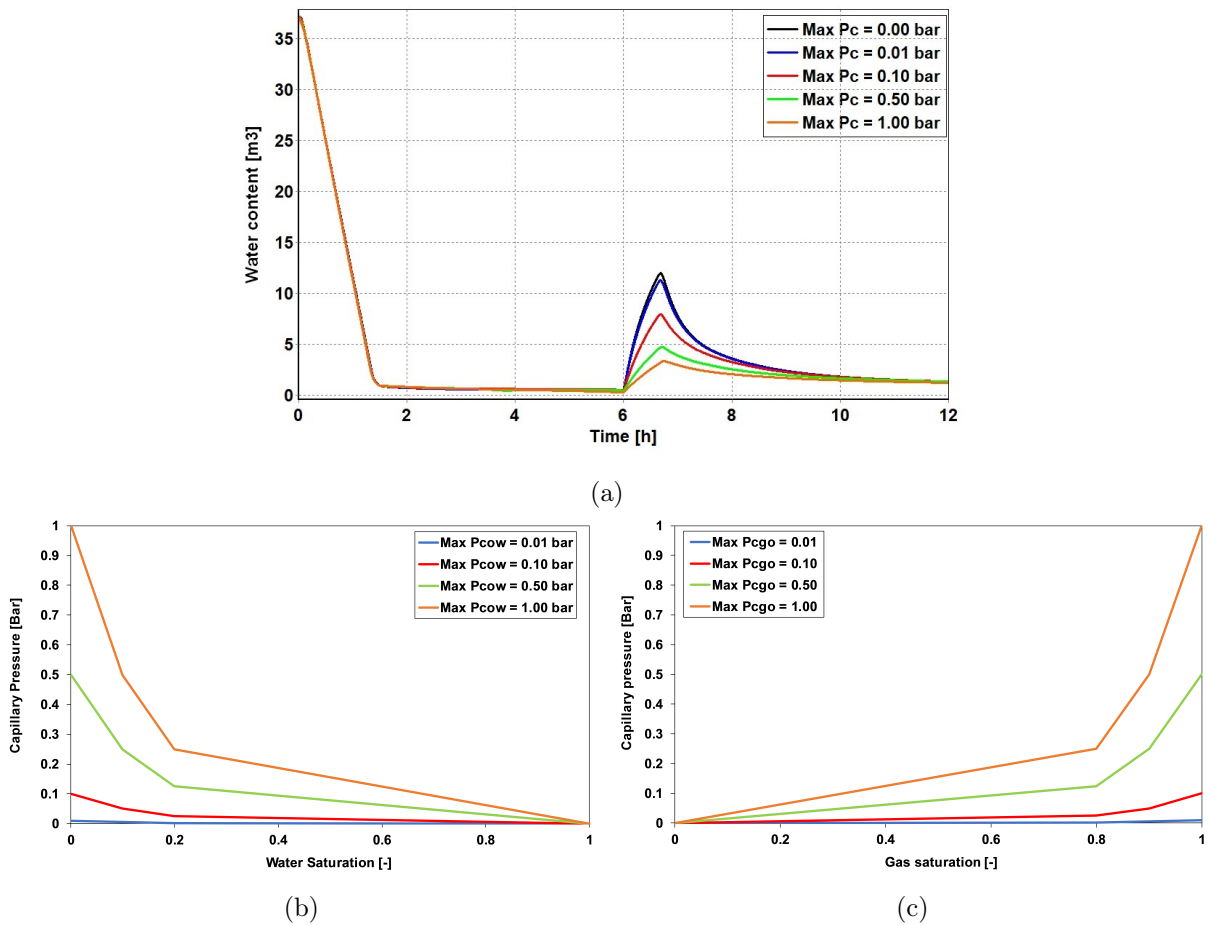 Max Pc = 0.00 bar
Max Pc = 0.01 bar
Max Pc = 0.10 bar
Max Pc = 0.50 bar
Max Pc = 1.00 bar
Water content [m3]
35
30
25
20
15
10
5
0
0 2 4 6 8 10 12
Time [h]
(a)
Capillary Pressure [Bar]
1
0.9
0.8
0.7
0.6
0.5
0.4
0.3
0.2
0.1
0
Max Pcow = 0.01 bar
Max Pcow = 0.10 bar
Max Pcow = 0.50 bar
Max Pcow = 1.00 bar
0 0.2 0.4 0.6 0.8 1
Water Saturation [-]
(b)
Capillary pressure [Bar]
1
0.9
0.8
0.7
0.6
0.5
0.4
0.3
0.2
0.1
0
Max Pcgo = 0.01
Max Pcgo = 0.10
Max Pcgo = 0.50
Max Pcgo = 1.00
0 0.2 0.4 0.6 0.8 1
Gas saturation [-]
(c)